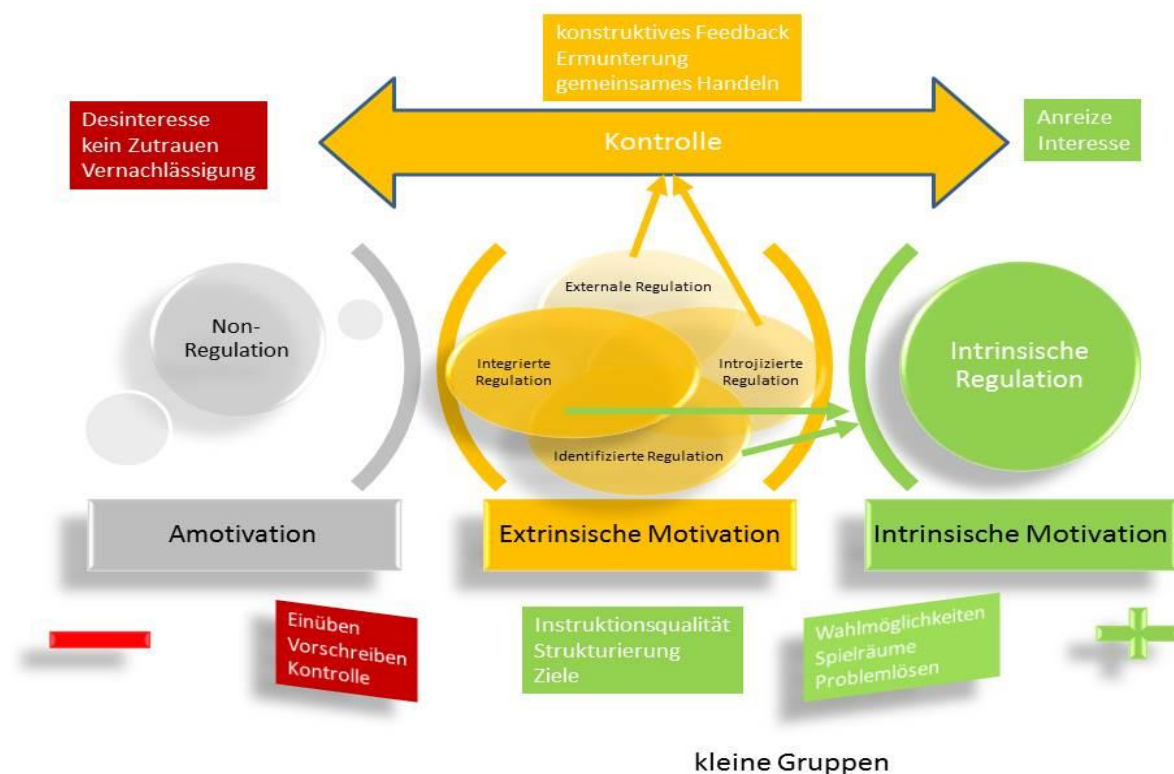 konstruktives Feedback
Ermunterung
gemeinsames Handeln
Desinteresse
kein Zutrauen
Vernachlässigung
Kontrolle
Anreize
Interesse
Non-
Regulation
Externale Regulation
Integrierte
Regulation
Introjizierte
Regulation
Identifizierte Regulation
Intrinsische
Regulation
Amotivation
Extrinsische Motivation
Intrinsische Motivation
Einüben
Vorschreiben
Kontrolle
Instruktionsqualität
Strukturierung
Ziele
Wahlmöglichkeiten
Spielräume
Problemlösen
kleine Gruppen